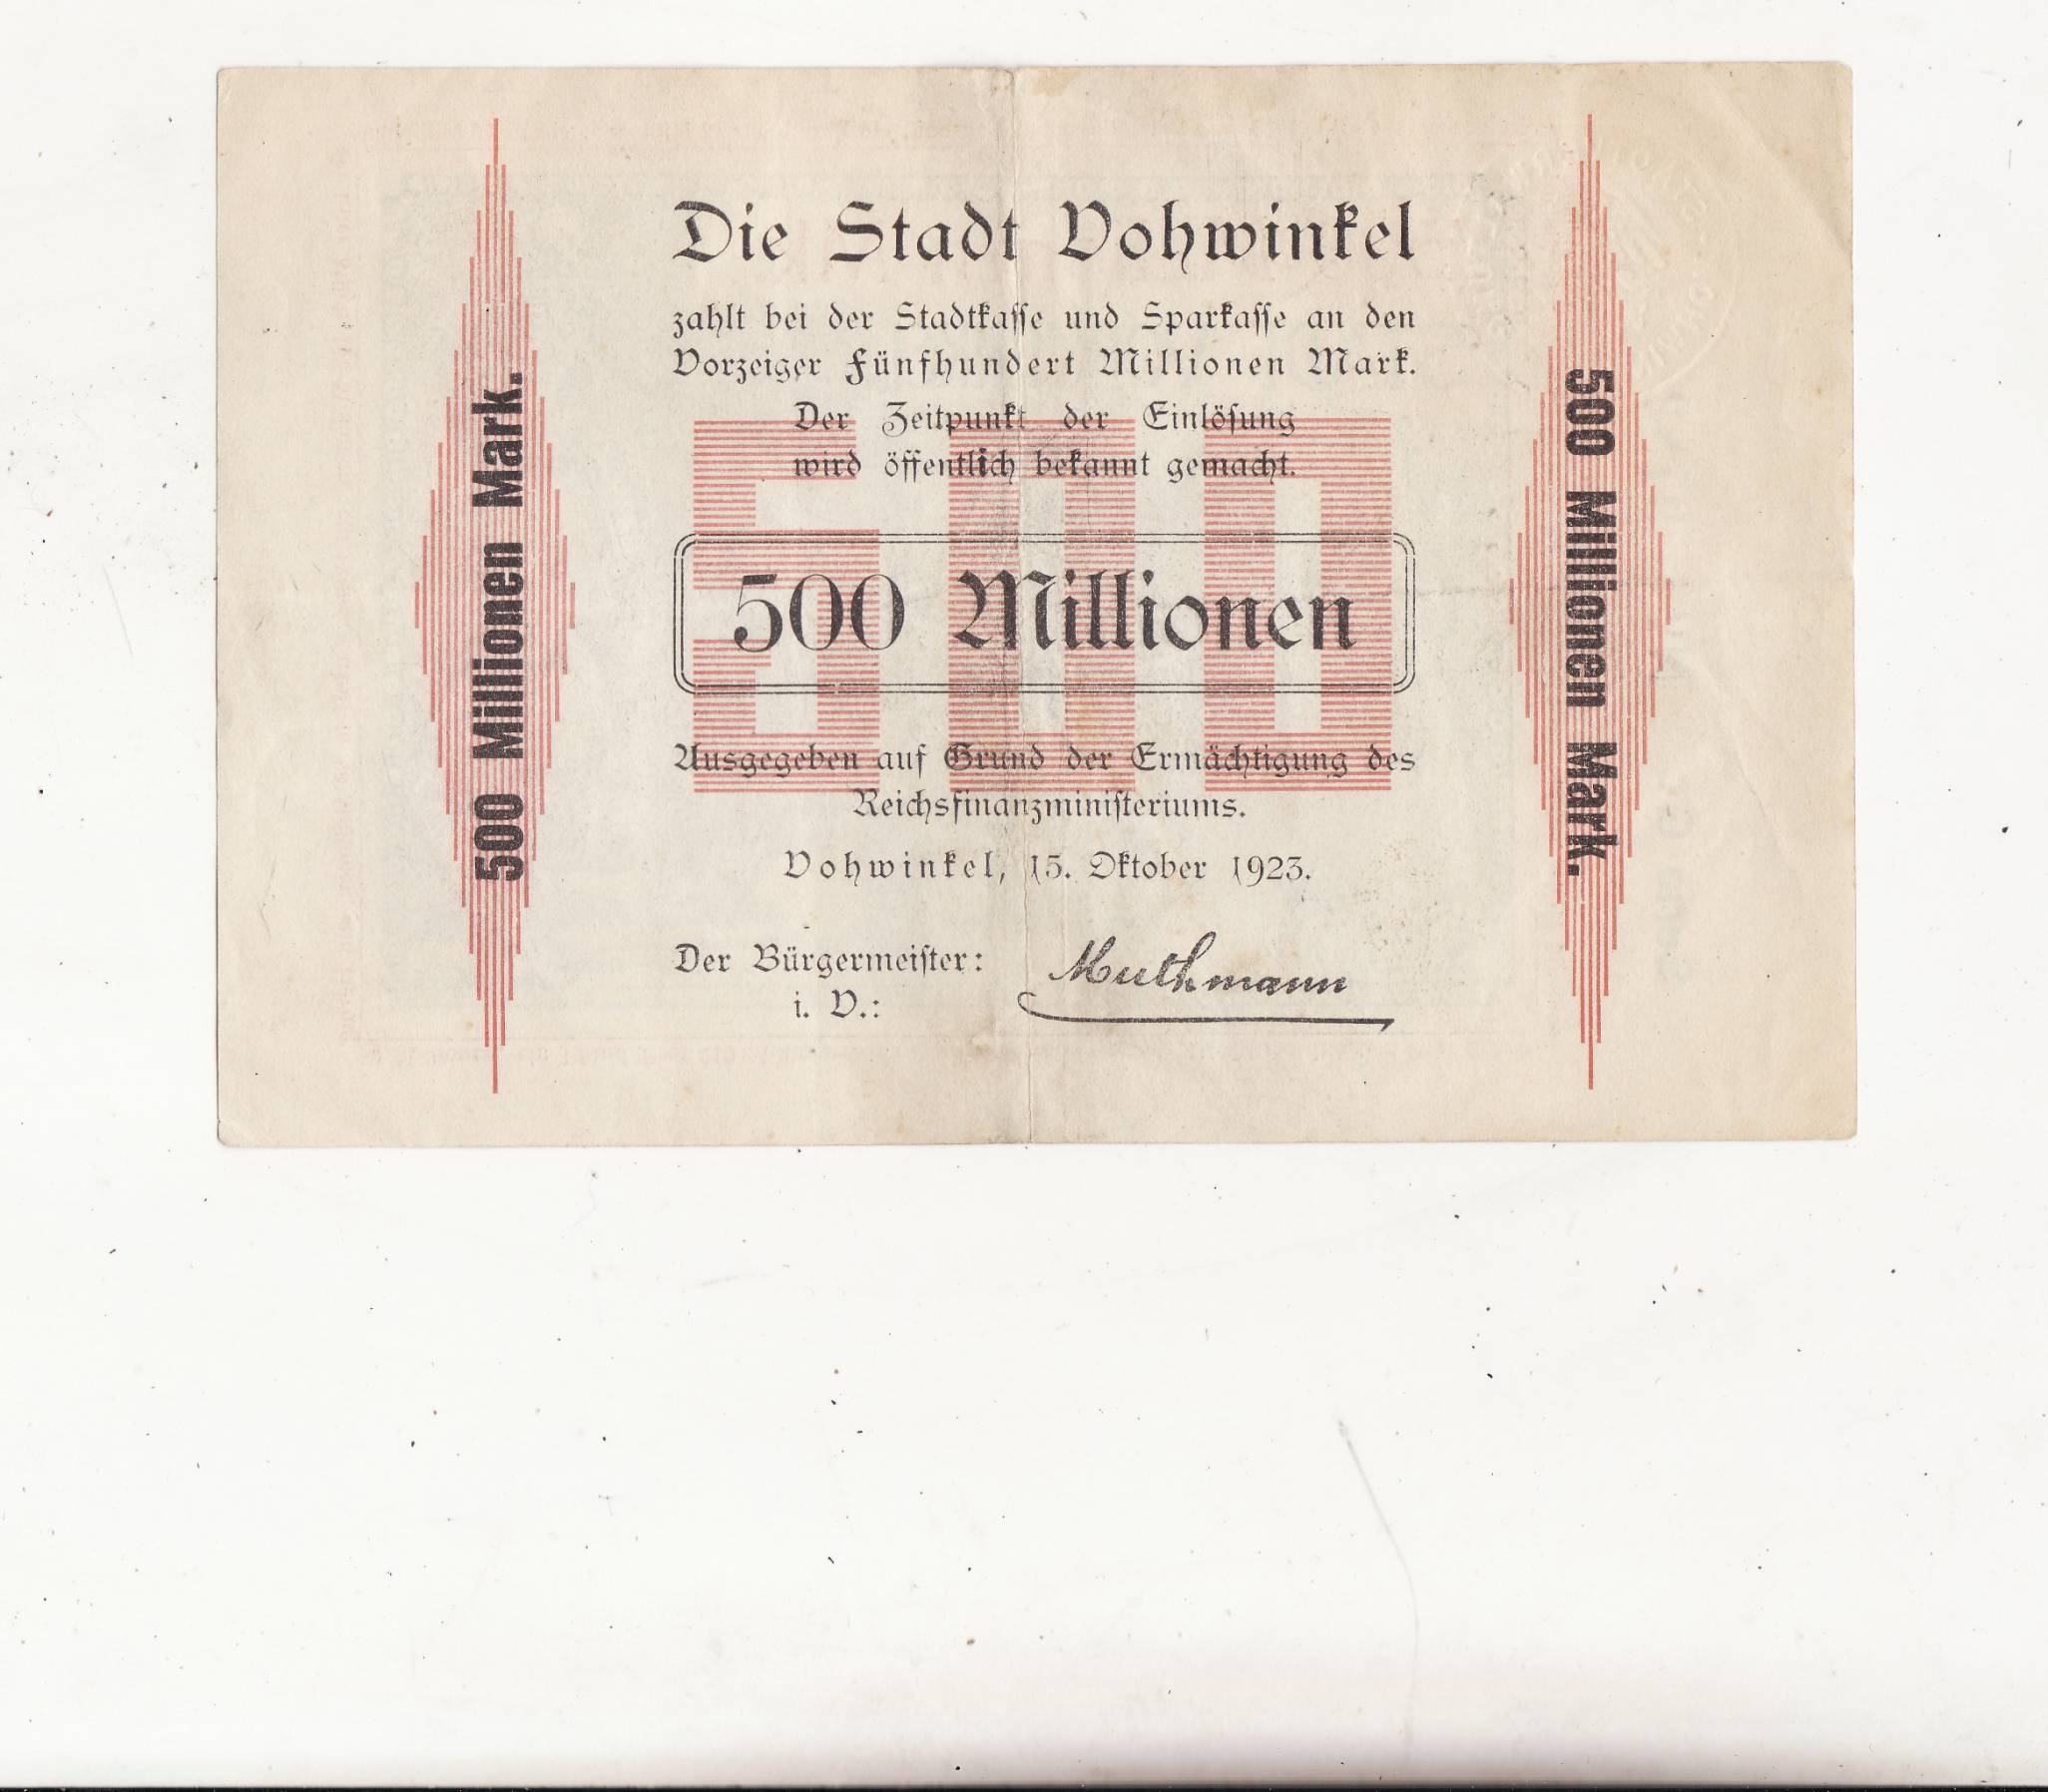 Die Stadt Vohwinkel
zahlt bei der Stadtkaſſe und Sparkaſſe an den
Vorzeiger Fünfhundert Millionen Mark.
Der Zeitpunkt der Einlöſung
wird öffentlich bekannt gemacht.
500
500 Millionen
Ausgegeben auf Grund der Ermächtigung des
Reichsfinanzminiſteriums.
Vohwinkel, 15. Oktober 1923.
Der Bürgermeiſter:
i. V.:
Muthmann
500 Millionen Mark.
500 Millionen Mark.